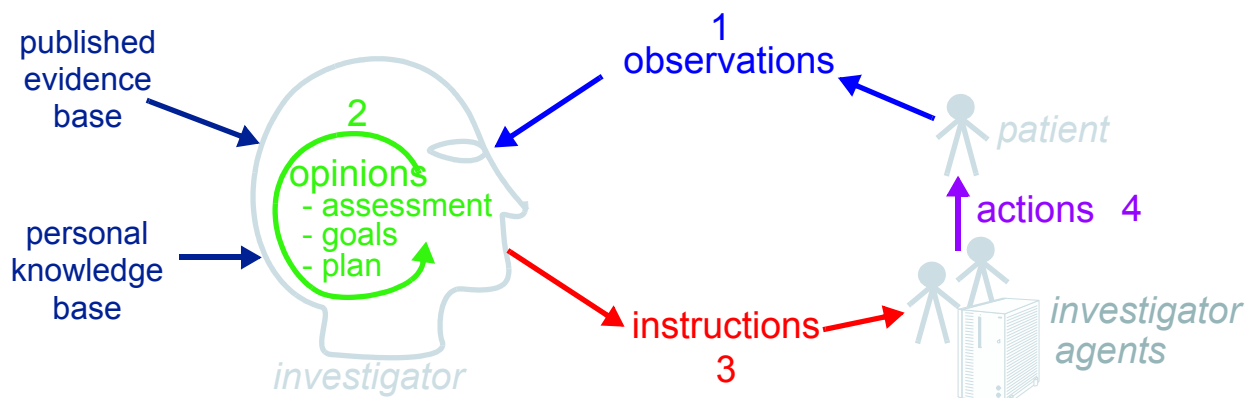 published
evidence
base
personal
knowledge
base
2
opinions
- assessment
- goals
- plan
investigator
1
observations
patient
actions 4
instructions
3
investigator
agents